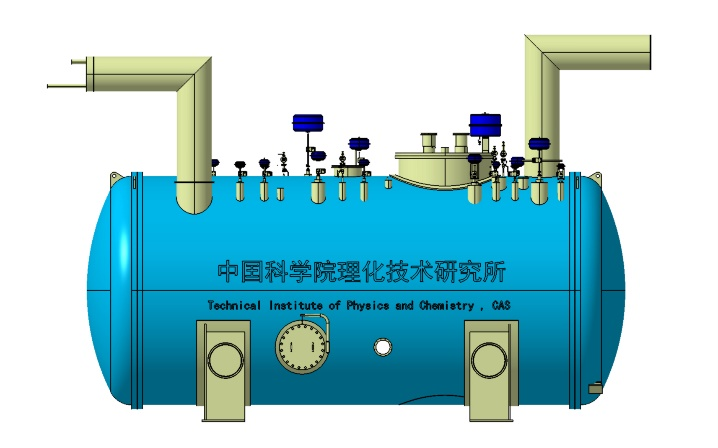 中国科学院理化技术研究所
Technical Institute of Physics and Chemistry , CAS